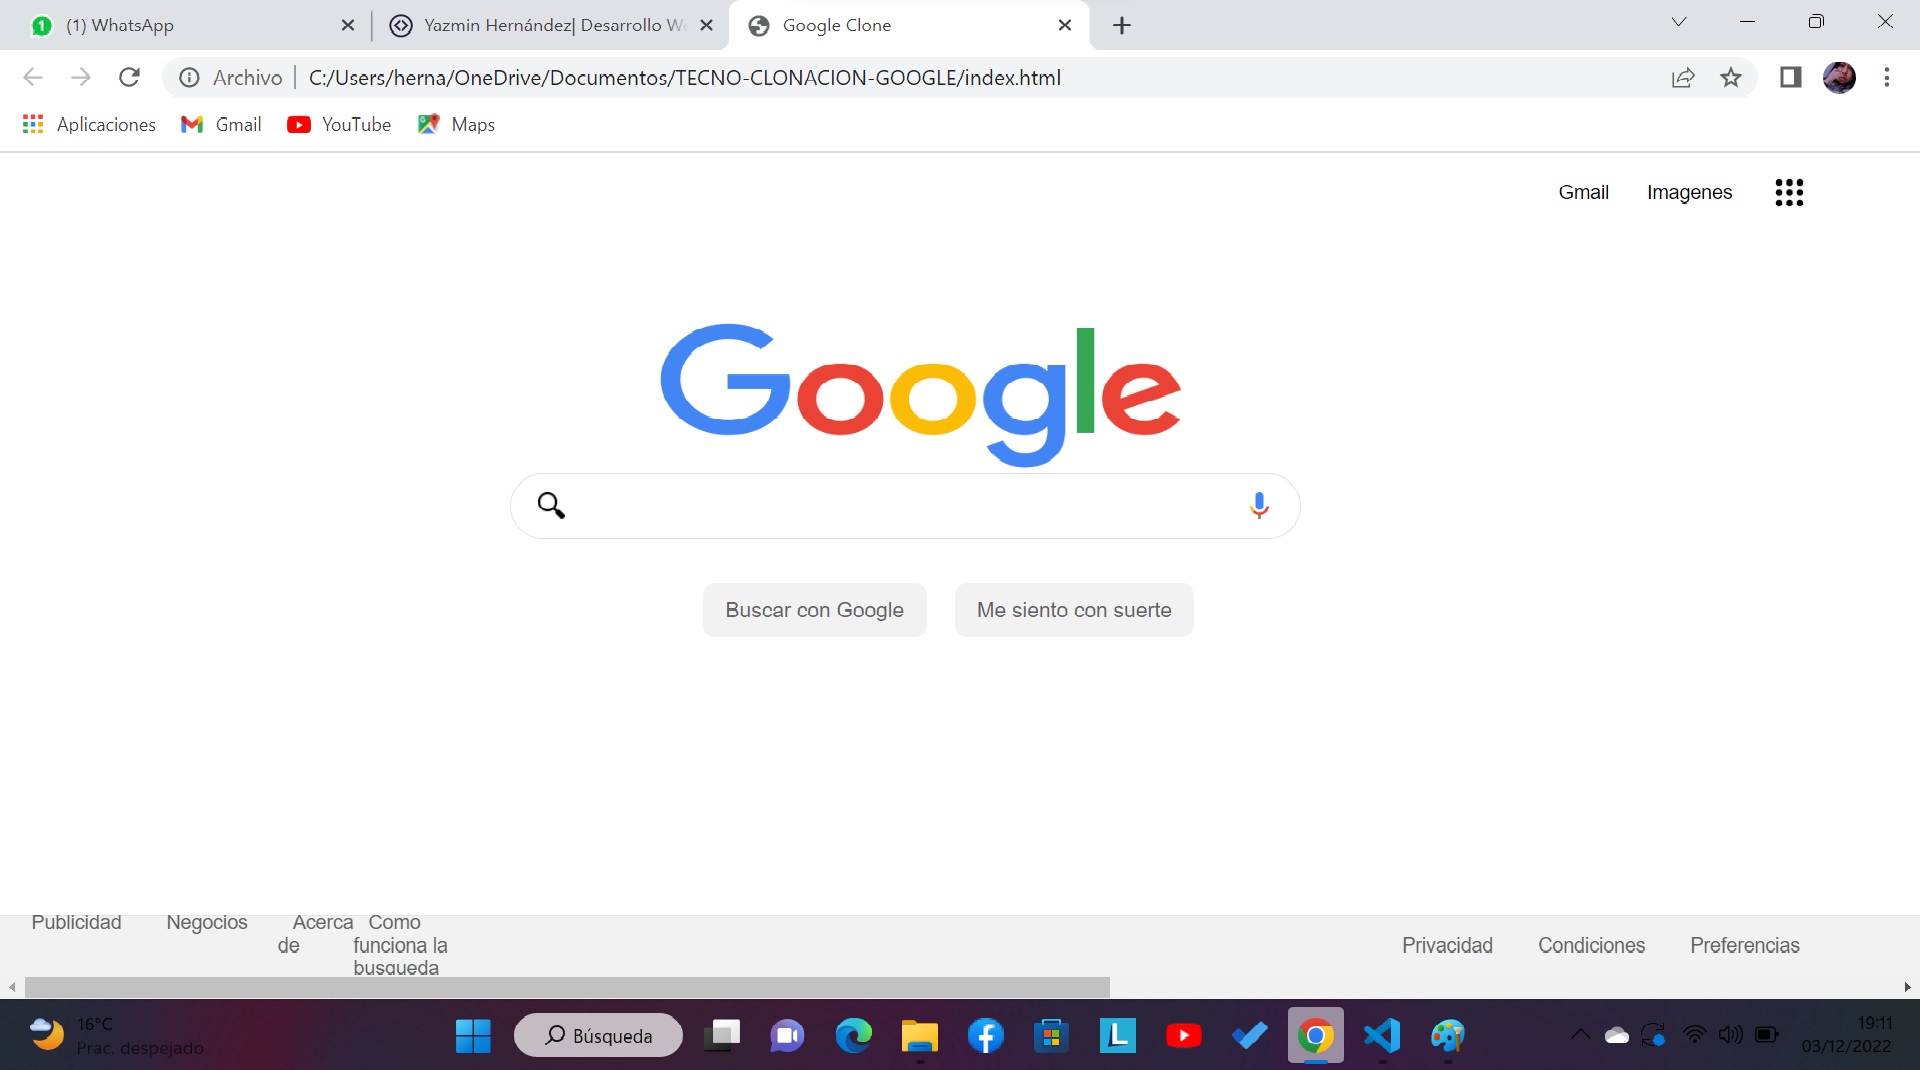 1 (1) WhatsApp
Yazmin Hernández| Desarrollo We
Google Clone
Archivo
C:/Users/herna/OneDrive/Documentos/TECNO-CLONACION-GOOGLE/index.html
Aplicaciones Gmail YouTube Maps
Gmail Imagenes
Google
Buscar con Google Me siento con suerte
Publicidad Negocios Acerca de Como funciona la busqueda
Privacidad Condiciones Preferencias
16°C
Prac. despejado
Búsqueda
L
19:11
03/12/2022